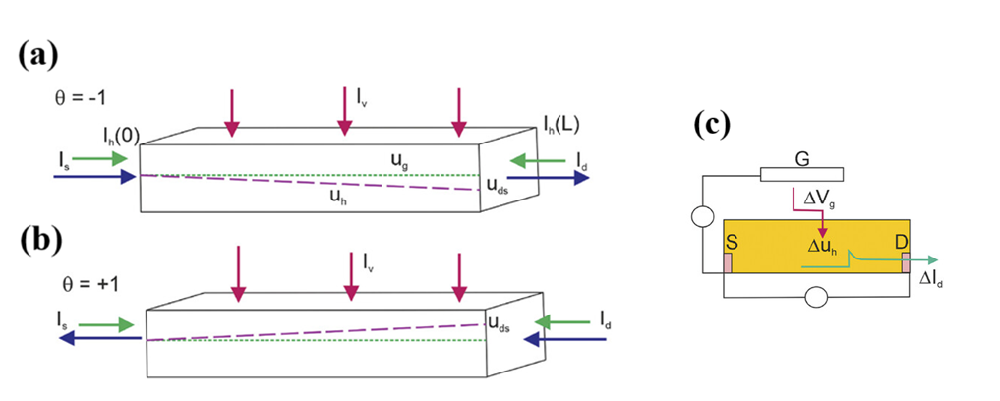 (a)
θ = -1
I_v
I_h(0)
I_h(L)
I_s
u_g
I_d
u_ds
u_h
(b)
θ = +1
I_v
I_s
u_ds
I_d
(c)
G
ΔV_g
S
Δu_h
D
ΔI_d